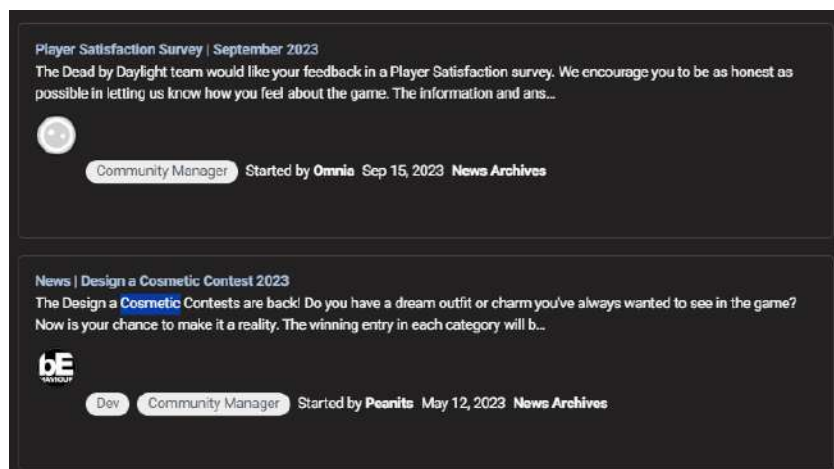 Player Satisfaction Survey | September 2023
The Dead by Daylight team would like your feedback in a Player Satisfaction survey. We encourage you to be as honest as
possible in letting us know how you feel about the game. The information and ans...
Community Manager Started by Omnia Sep 15, 2023 News Archives
News | Design a Cosmetic Contest 2023
The Design a Cosmetic Contests are back! Do you have a dream outfit or charm you've always wanted to see in the game?
Now is your chance to make it a reality. The winning entry in each category will b...
bE
HAVIOUR
Dev Community Manager Started by Peanits May 12, 2023 News Archives